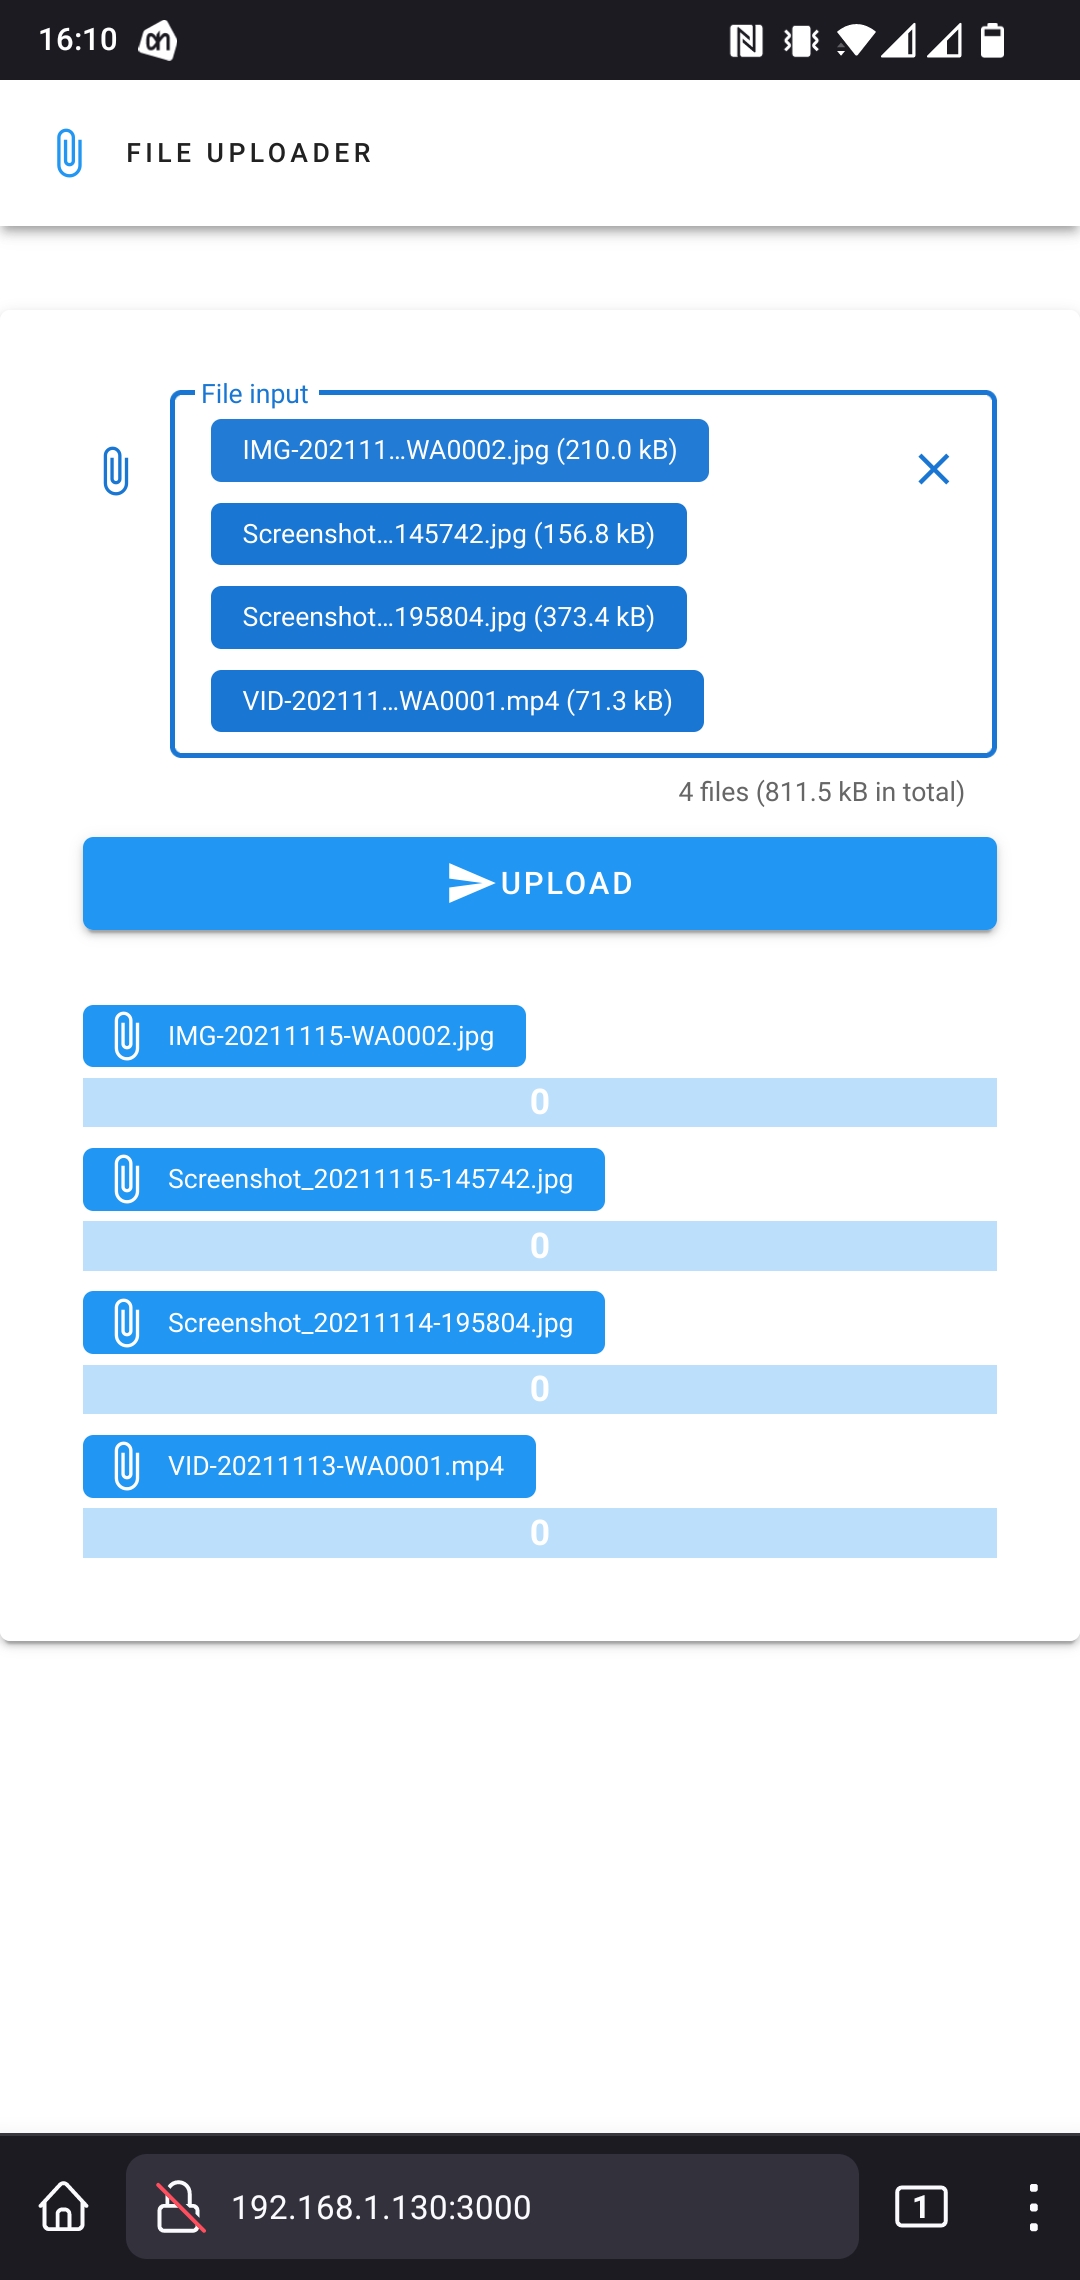 16:10
FILE UPLOADER
File input
IMG-202111…WA0002.jpg (210.0 kB)
Screenshot…145742.jpg (156.8 kB)
Screenshot…195804.jpg (373.4 kB)
VID-202111…WA0001.mp4 (71.3 kB)
4 files (811.5 kB in total)
UPLOAD
IMG-20211115-WA0002.jpg
0
Screenshot_20211115-145742.jpg
0
Screenshot_20211114-195804.jpg
0
VID-20211113-WA0001.mp4
0
192.168.1.130:3000
1